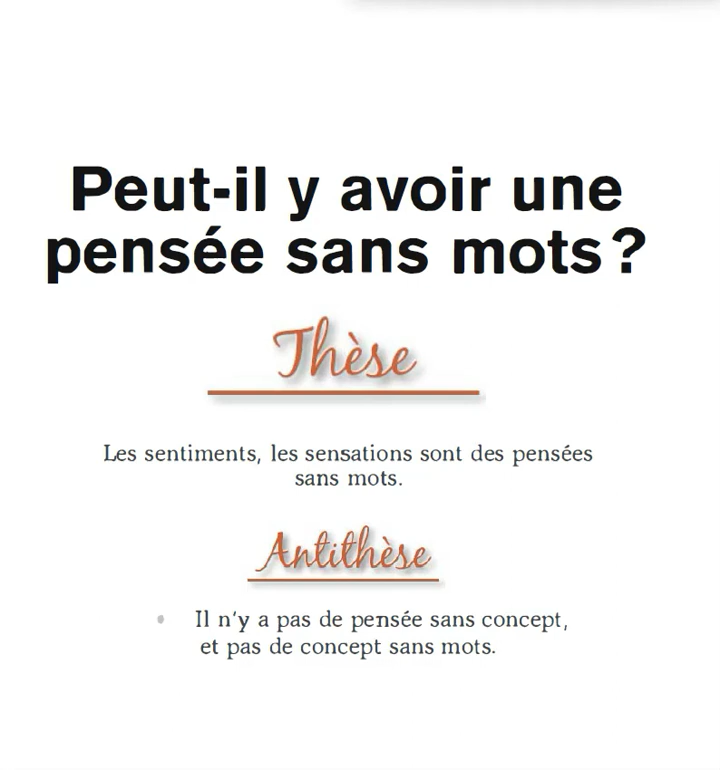 Peut-il y avoir une
pensée sans mots ?
Thèse
Les sentiments, les sensations sont des pensées
sans mots.
Antithèse
• Il n'y a pas de pensée sans concept,
et pas de concept sans mots.